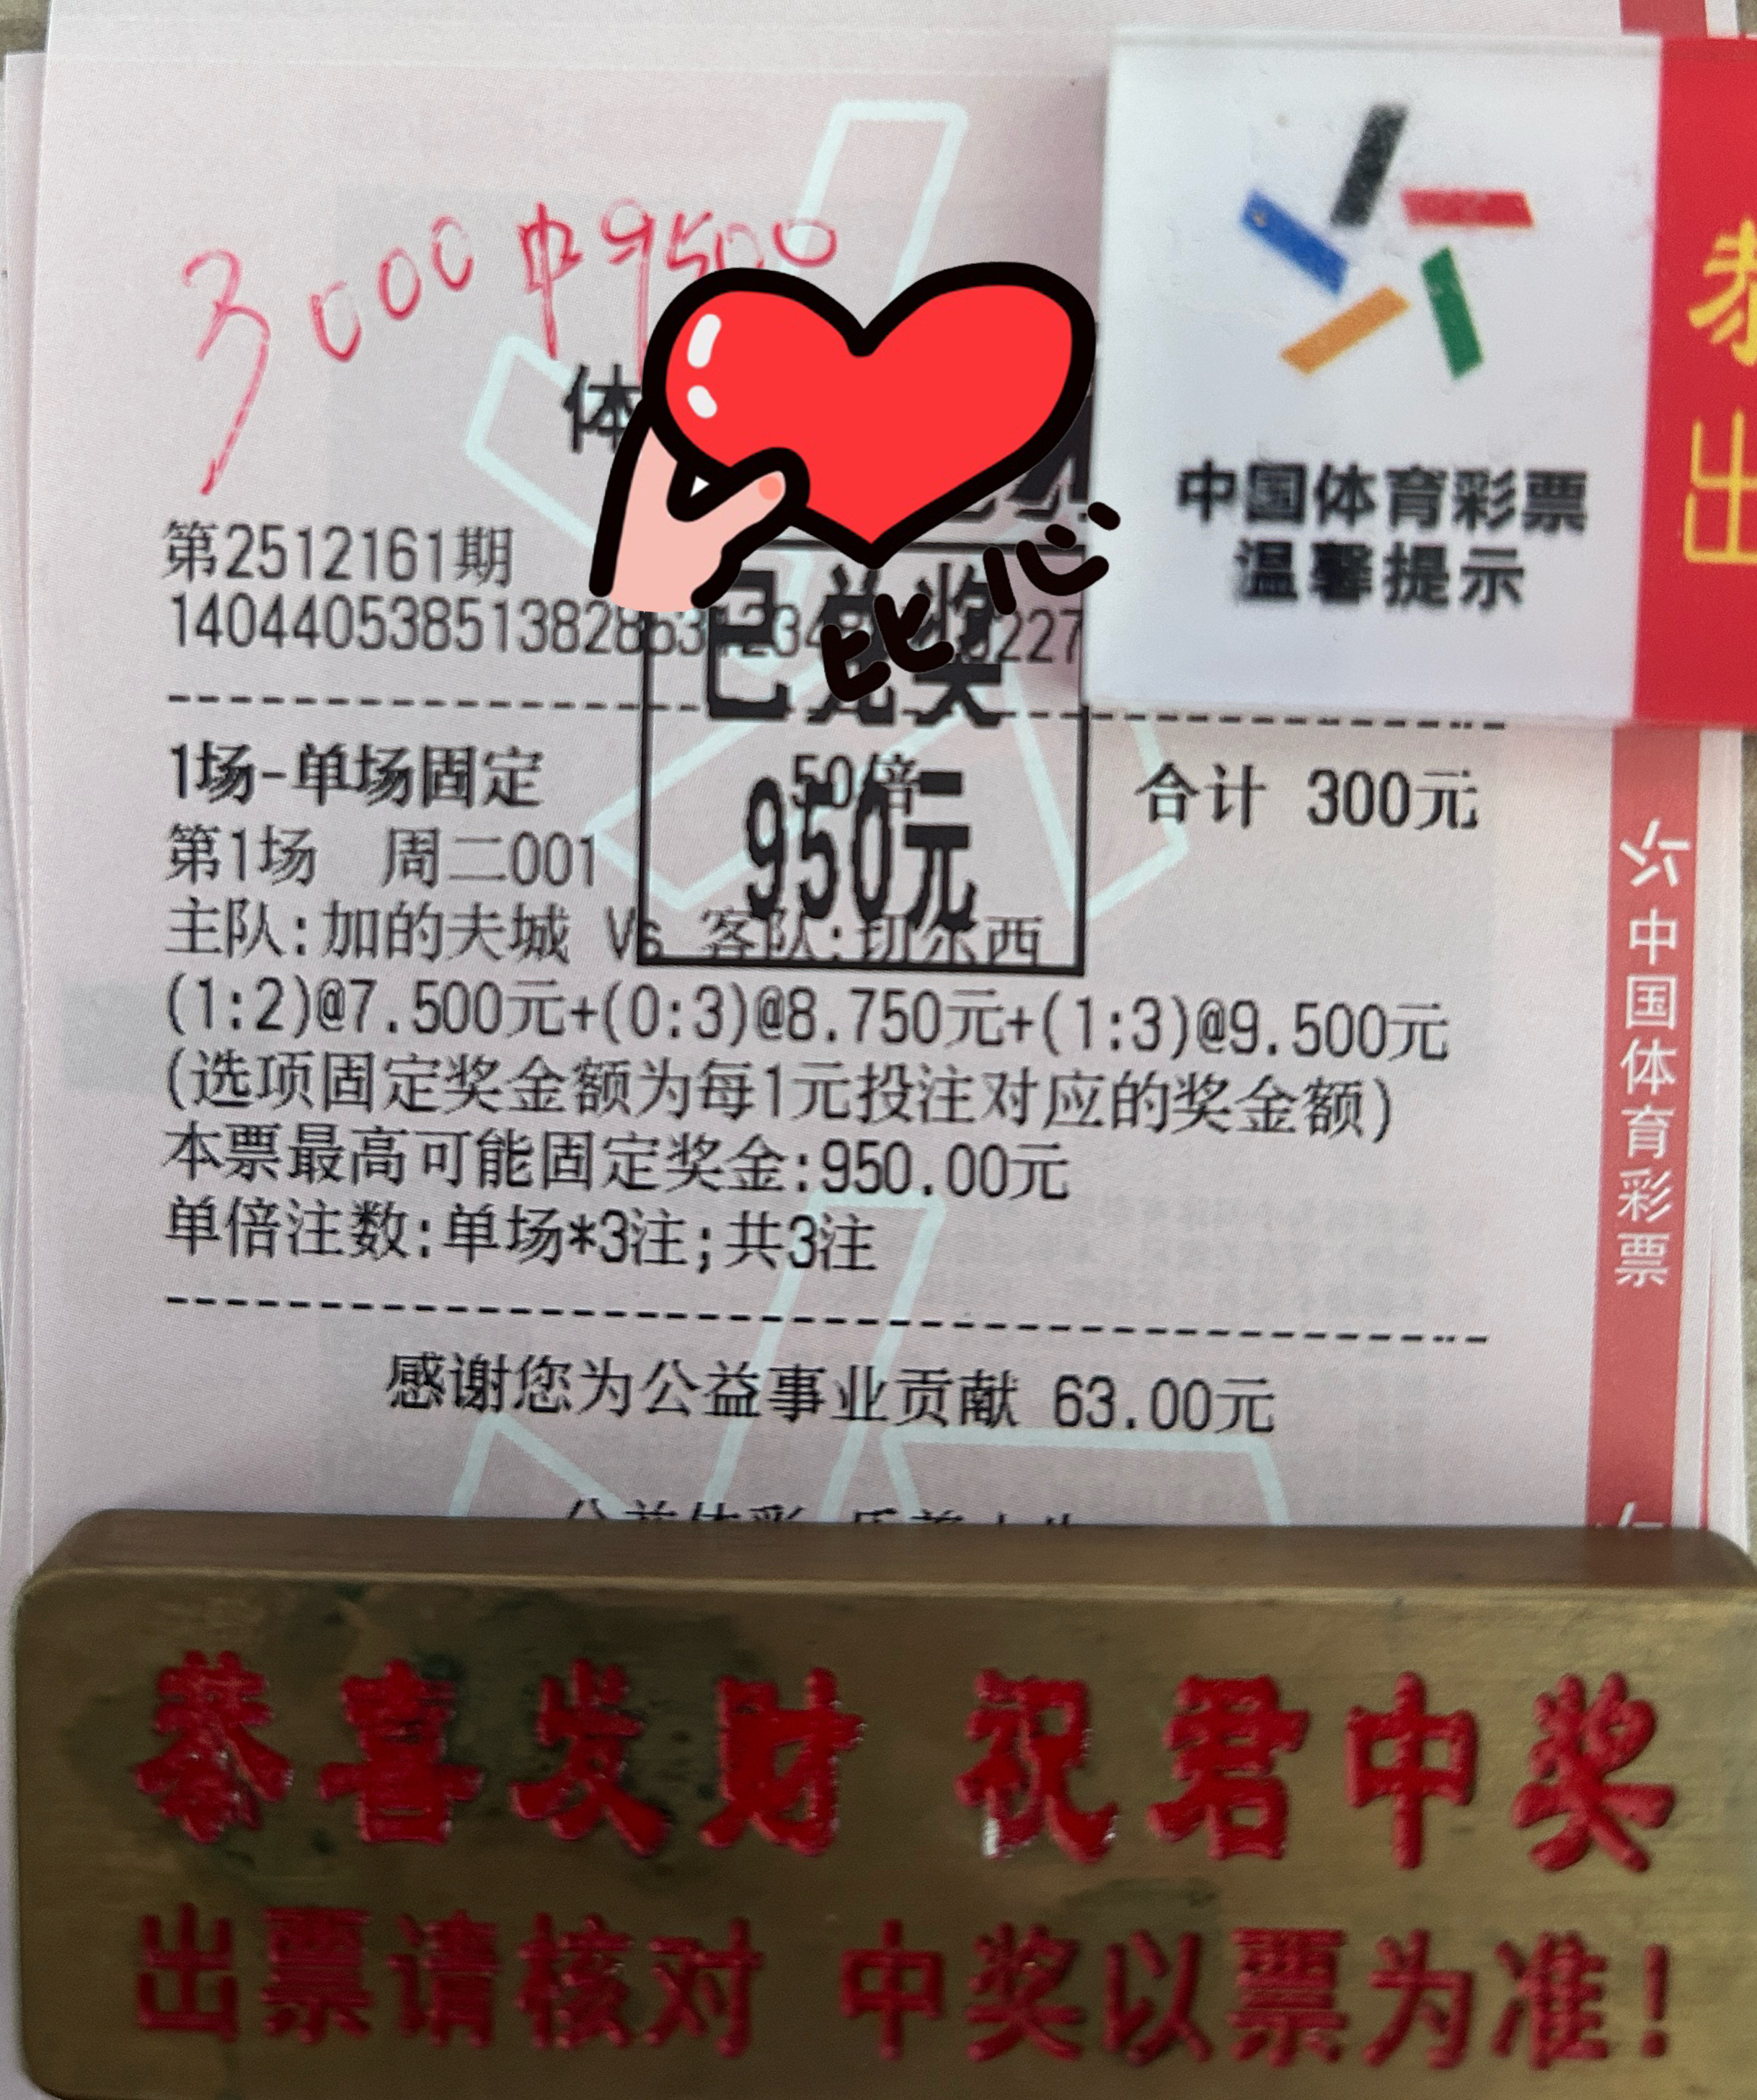 3000中9500
体
恭
出
中国体育彩票
温馨提示
比心
第2512161期
已兑奖
950元
1场-单场固定 50倍 合计 300元
第1场 周二001
主队:加的夫城 Vs 客队:切尔西
(1:2)@7.500元+(0:3)@8.750元+(1:3)@9.500元
(选项固定奖金额为每1元投注对应的奖金额)
本票最高可能固定奖金:950.00元
单倍注数:单场*3注;共3注
感谢您为公益事业贡献 63.00元
中国体育彩票
恭喜发财 祝君中奖
出票请核对 中奖以票为准!